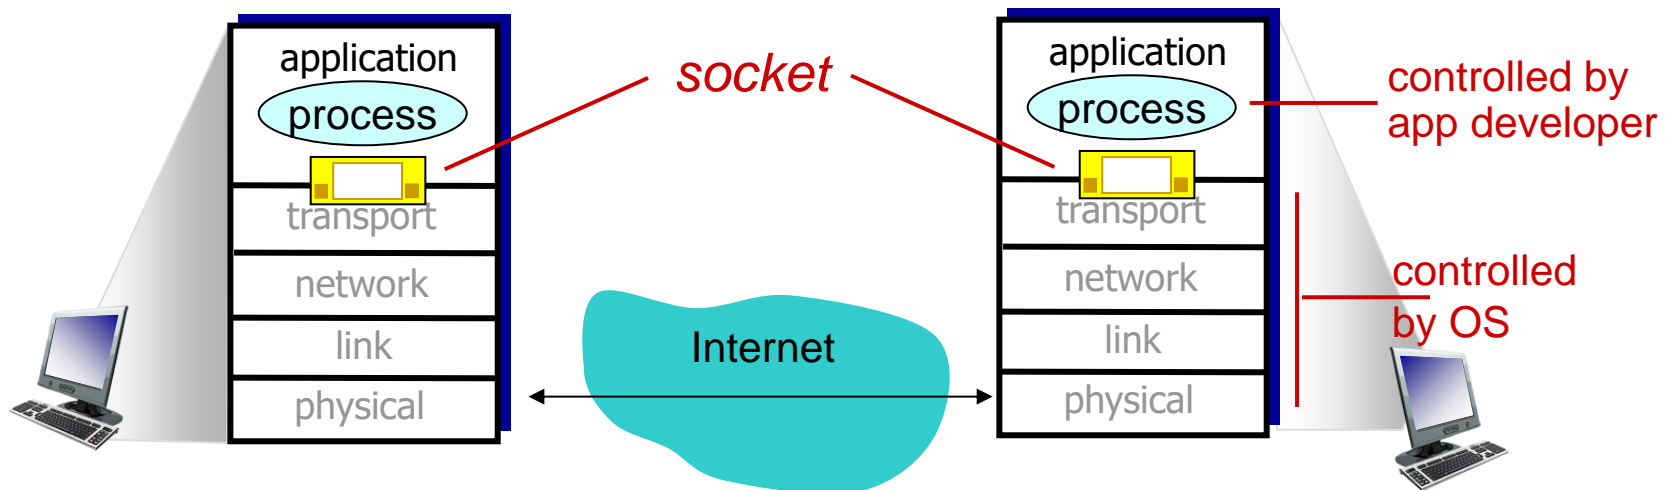 application
process
transport
network
link
physical
socket
Internet
application
process
transport
network
link
physical
controlled by
app developer
controlled
by OS